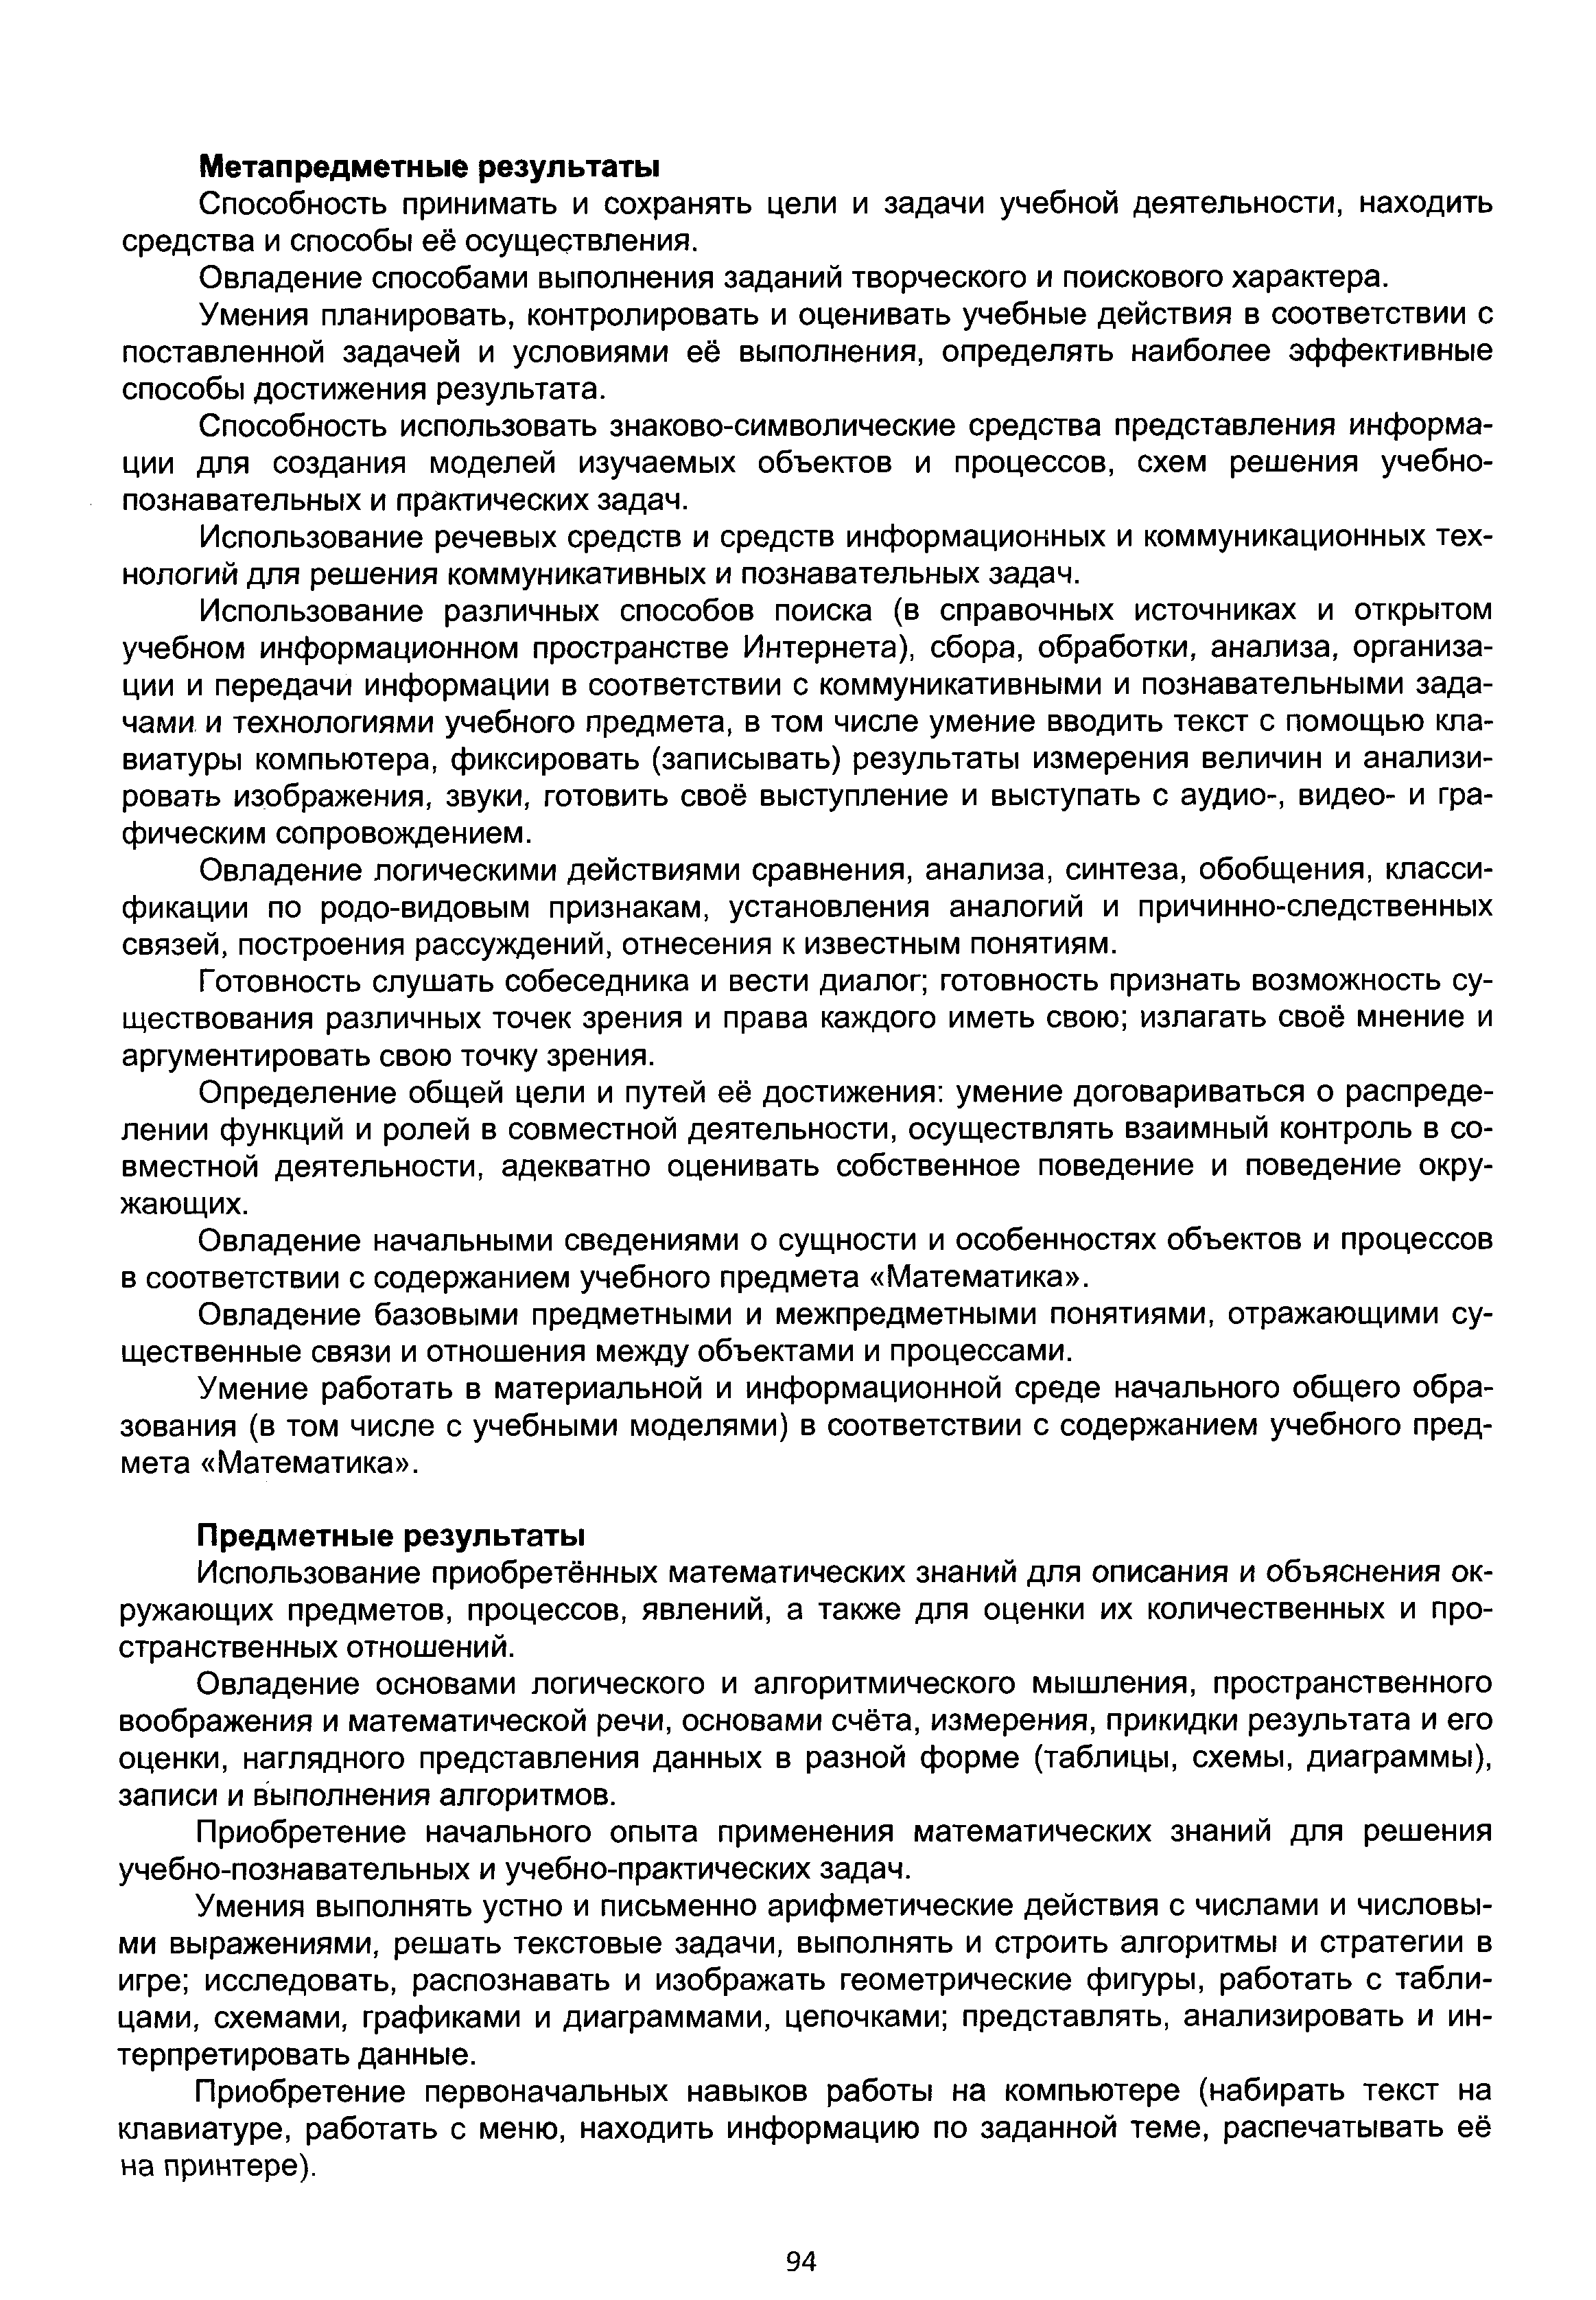 Метапредметные результаты
Способность принимать и сохранять цели и задачи учебной деятельности, находить
средства и способы её осуществления.
Овладение способами выполнения заданий творческого и поискового характера.
Умения планировать, контролировать и оценивать учебные действия в соответствии с
поставленной задачей и условиями её выполнения, определять наиболее эффективные
способы достижения результата.
Способность использовать знаково-символические средства представления информа-
ции для создания моделей изучаемых объектов и процессов, схем решения учебно-
познавательных и практических задач.
Использование речевых средств и средств информационных и коммуникационных тех-
нологий для решения коммуникативных и познавательных задач.
Использование различных способов поиска (в справочных источниках и открытом
учебном информационном пространстве Интернета), сбора, обработки, анализа, организа-
ции и передачи информации в соответствии с коммуникативными и познавательными зада-
чами и технологиями учебного предмета, в том числе умение вводить текст с помощью кла-
виатуры компьютера, фиксировать (записывать) результаты измерения величин и анализи-
ровать изображения, звуки, готовить своё выступление и выступать с аудио-, видео- и гра-
фическим сопровождением.
Овладение логическими действиями сравнения, анализа, синтеза, обобщения, класси-
фикации по родо-видовым признакам, установления аналогий и причинно-следственных
связей, построения рассуждений, отнесения к известным понятиям.
Готовность слушать собеседника и вести диалог; готовность признать возможность су-
ществования различных точек зрения и права каждого иметь свою; излагать своё мнение и
аргументировать свою точку зрения.
Определение общей цели и путей её достижения: умение договариваться о распреде-
лении функций и ролей в совместной деятельности, осуществлять взаимный контроль в со-
вместной деятельности, адекватно оценивать собственное поведение и поведение окру-
жающих.
Овладение начальными сведениями о сущности и особенностях объектов и процессов
в соответствии с содержанием учебного предмета «Математика».
Овладение базовыми предметными и межпредметными понятиями, отражающими су-
щественные связи и отношения между объектами и процессами.
Умение работать в материальной и информационной среде начального общего обра-
зования (в том числе с учебными моделями) в соответствии с содержанием учебного пред-
мета «Математика».
Предметные результаты
Использование приобретённых математических знаний для описания и объяснения ок-
ружающих предметов, процессов, явлений, а также для оценки их количественных и про-
странственных отношений.
Овладение основами логического и алгоритмического мышления, пространственного
воображения и математической речи, основами счёта, измерения, прикидки результата и его
оценки, наглядного представления данных в разной форме (таблицы, схемы, диаграммы),
записи и выполнения алгоритмов.
Приобретение начального опыта применения математических знаний для решения
учебно-познавательных и учебно-практических задач.
Умения выполнять устно и письменно арифметические действия с числами и числовы-
ми выражениями, решать текстовые задачи, выполнять и строить алгоритмы и стратегии в
игре; исследовать, распознавать и изображать геометрические фигуры, работать с табли-
цами, схемами, графиками и диаграммами, цепочками; представлять, анализировать и ин-
терпретировать данные.
Приобретение первоначальных навыков работы на компьютере (набирать текст на
клавиатуре, работать с меню, находить информацию по заданной теме, распечатывать её
на принтере).
94